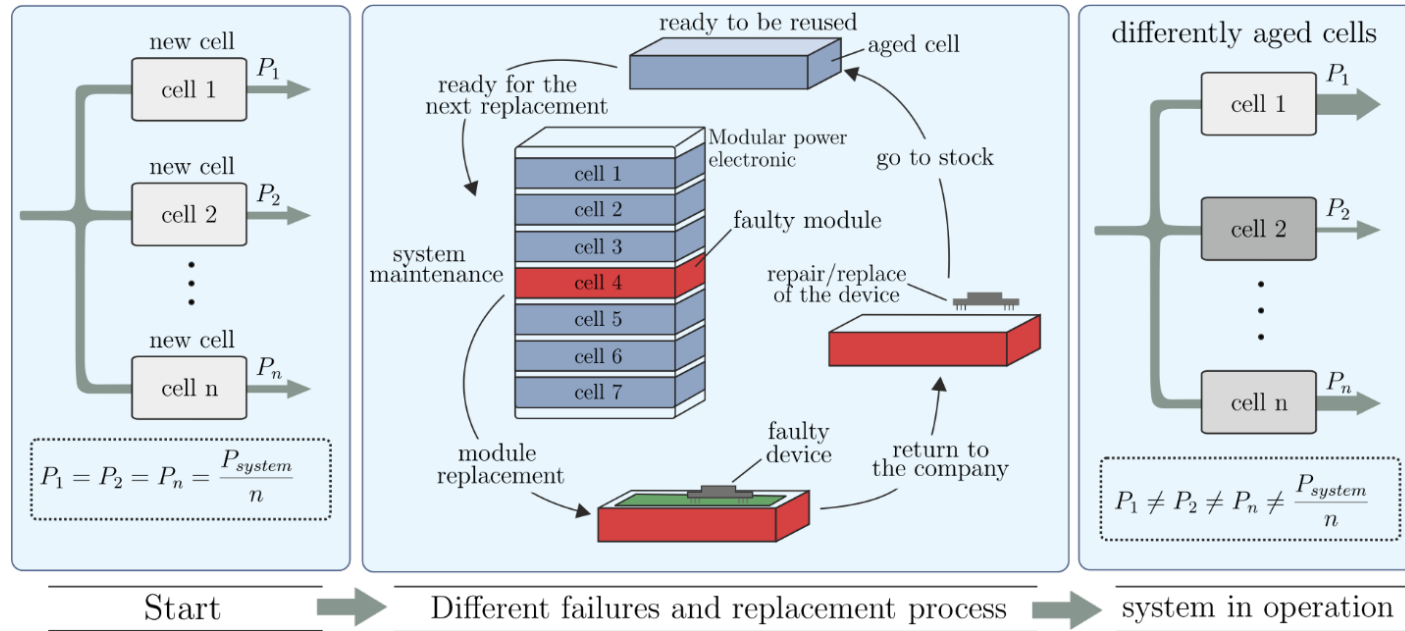 new cell
cell 1
P₁
new cell
cell 2
P₂
new cell
cell n
Pₙ
P₁ = P₂ = Pₙ = P_system / n
ready to be reused
aged cell
ready for the
next replacement
Modular power
electronic
cell 1
cell 2
cell 3
cell 4
cell 5
cell 6
cell 7
go to stock
faulty module
system
maintenance
repair/replace
of the device
module
replacement
faulty
device
return to
the company
differently aged cells
cell 1
P₁
cell 2
P₂
cell n
Pₙ
P₁ ≠ P₂ ≠ Pₙ ≠ P_system / n
Start
Different failures and replacement process
system in operation